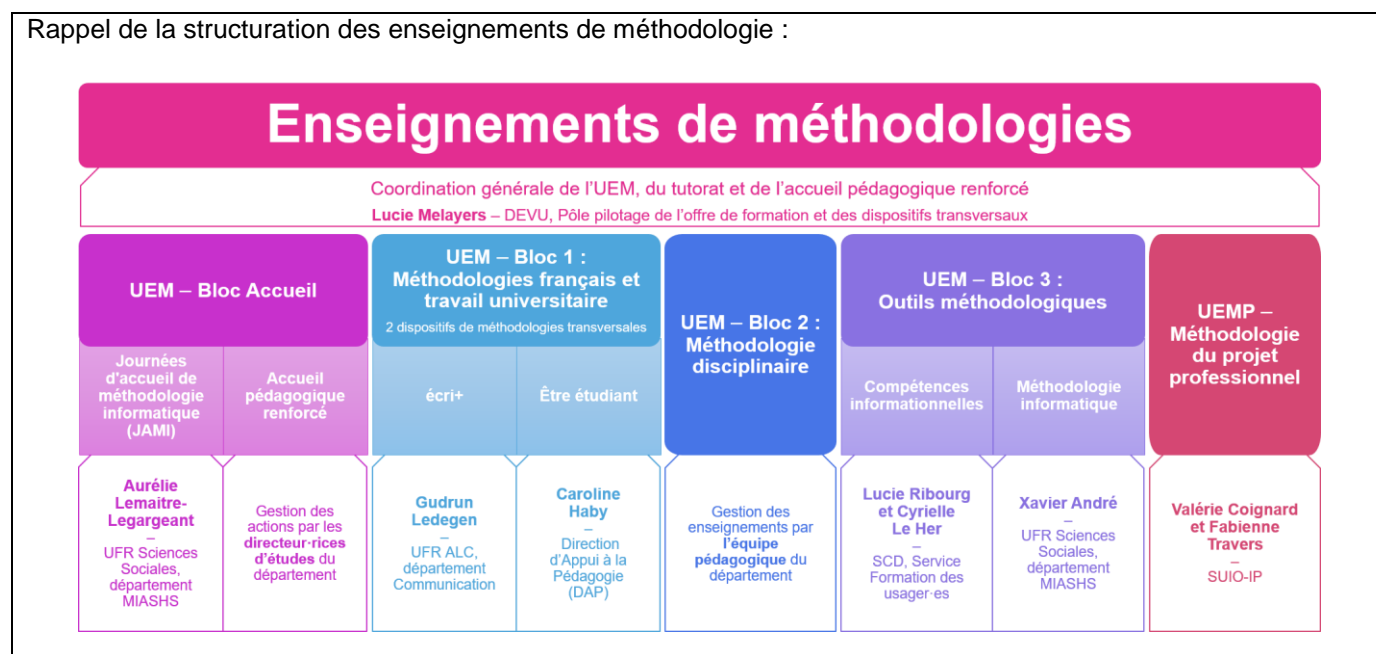 Rappel de la structuration des enseignements de méthodologie :
Enseignements de méthodologies
Coordination générale de l'UEM, du tutorat et de l'accueil pédagogique renforcé
Lucie Melayers – DEVU, Pôle pilotage de l'offre de formation et des dispositifs transversaux
UEM – Bloc Accueil
Journées
d'accueil de
méthodologie
informatique
(JAMI)
Accueil
pédagogique
renforcé
UEM – Bloc 1 :
Méthodologies français et
travail universitaire
2 dispositifs de méthodologies transversales
écri+
Être étudiant
UEM – Bloc 2 :
Méthodologie
disciplinaire
UEM – Bloc 3 :
Outils méthodologiques
Compétences
informationnelles
Méthodologie
informatique
UEMP –
Méthodologie
du projet
professionnel
Aurélie
Lemaitre-
Legargeant
–
UFR Sciences
Sociales,
département
MIASHS
Gestion des
actions par les
directeur·rices
d'études du
département
Gudrun
Ledegen
–
UFR ALC,
département
Communication
Caroline
Haby
–
Direction
d'Appui à la
Pédagogie
(DAP)
Gestion des
enseignements par
l'équipe
pédagogique du
département
Lucie Ribourg
et Cyrielle
Le Her
–
SCD, Service
Formation des
usager·es
Xavier André
–
UFR Sciences
Sociales,
département
MIASHS
Valérie Coignard
et Fabienne
Travers
–
SUIO-IP